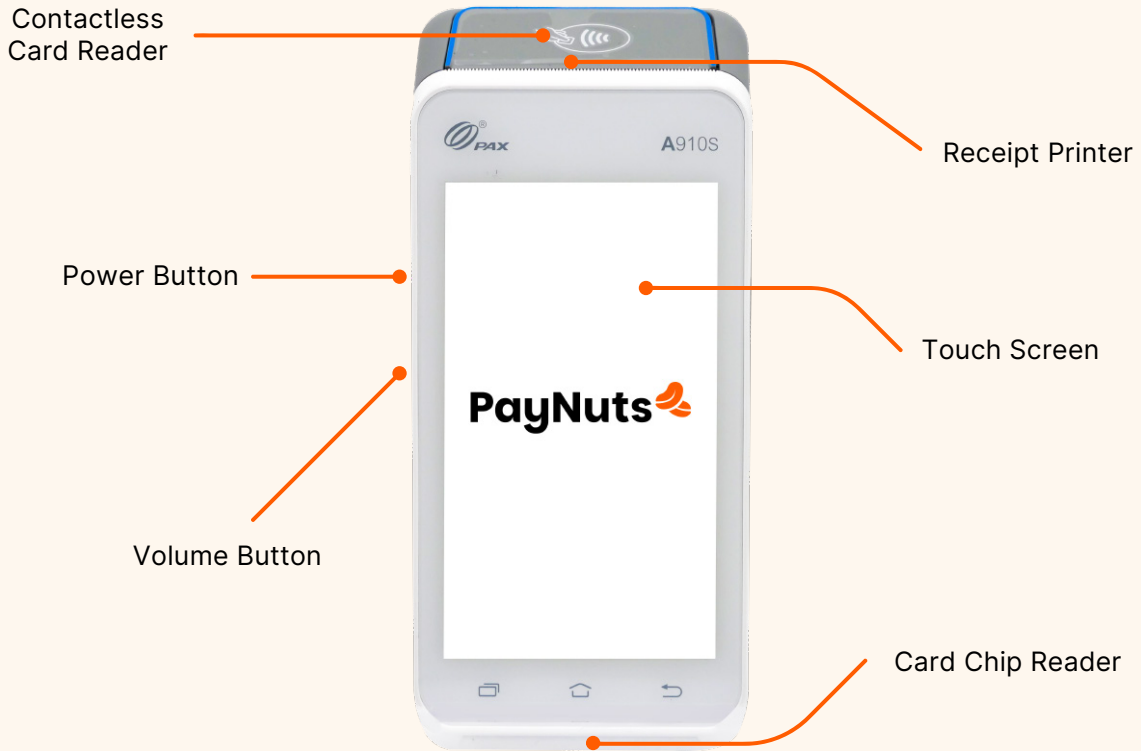 Contactless
Card Reader
PAX®
A910S
Receipt Printer
Power Button
Touch Screen
PayNuts
Volume Button
Card Chip Reader